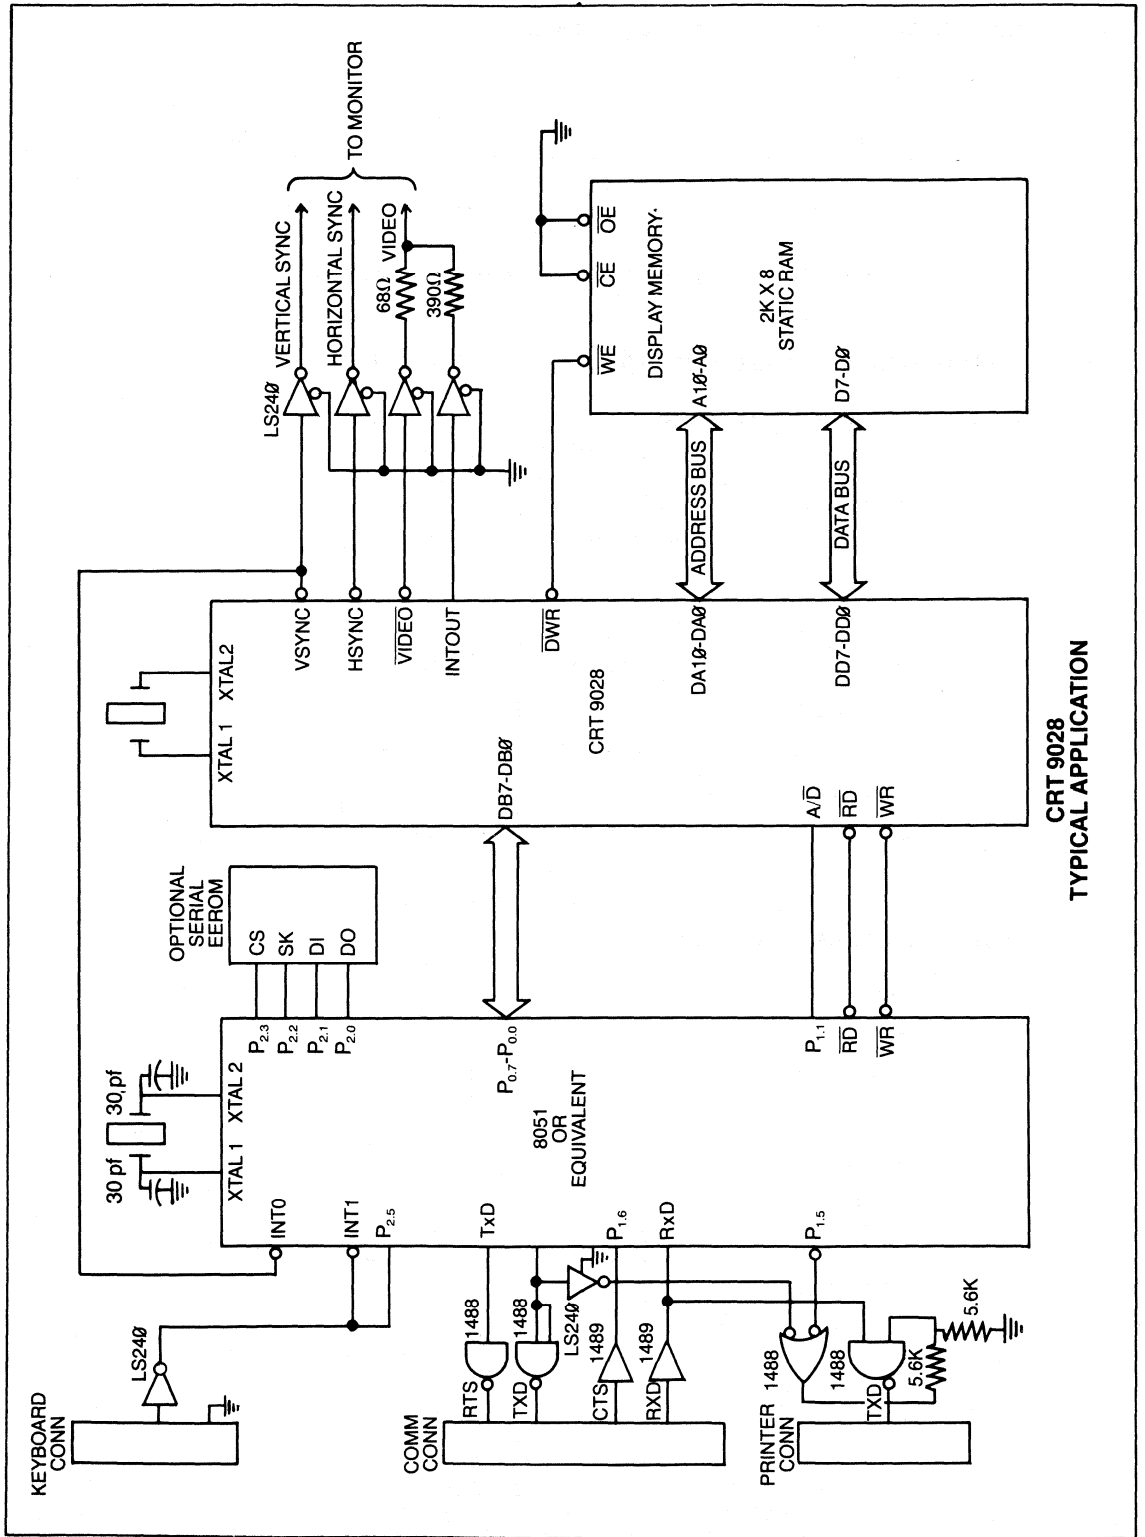 KEYBOARD
CONN
LS240
COMM
CONN
RTS
1488
TXD
1488
LS240
CTS
1489
RXD
1489
PRINTER
CONN
1488
1488
TXD
5.6K
5.6K
30 pf
30 pf
XTAL 1
XTAL 2
INT0
INT1
P2.5
TxD
P1.6
RxD
P1.5
8051
OR
EQUIVALENT
P2.3
P2.2
P2.1
P2.0
P0.7-P0.0
P1.1
RD
WR
OPTIONAL
SERIAL
EEROM
CS
SK
DI
DO
XTAL 1
XTAL2
DB7-DB0
A/D
RD
WR
CRT 9028
VSYNC
HSYNC
VIDEO
INTOUT
DWR
DA10-DA0
DD7-DD0
LS240
VERTICAL SYNC
HORIZONTAL SYNC
68Ω
VIDEO
390Ω
TO MONITOR
ADDRESS BUS
DATA BUS
WE
CE
OE
DISPLAY MEMORY
A10-A0
2K X 8
STATIC RAM
D7-D0
CRT 9028
TYPICAL APPLICATION